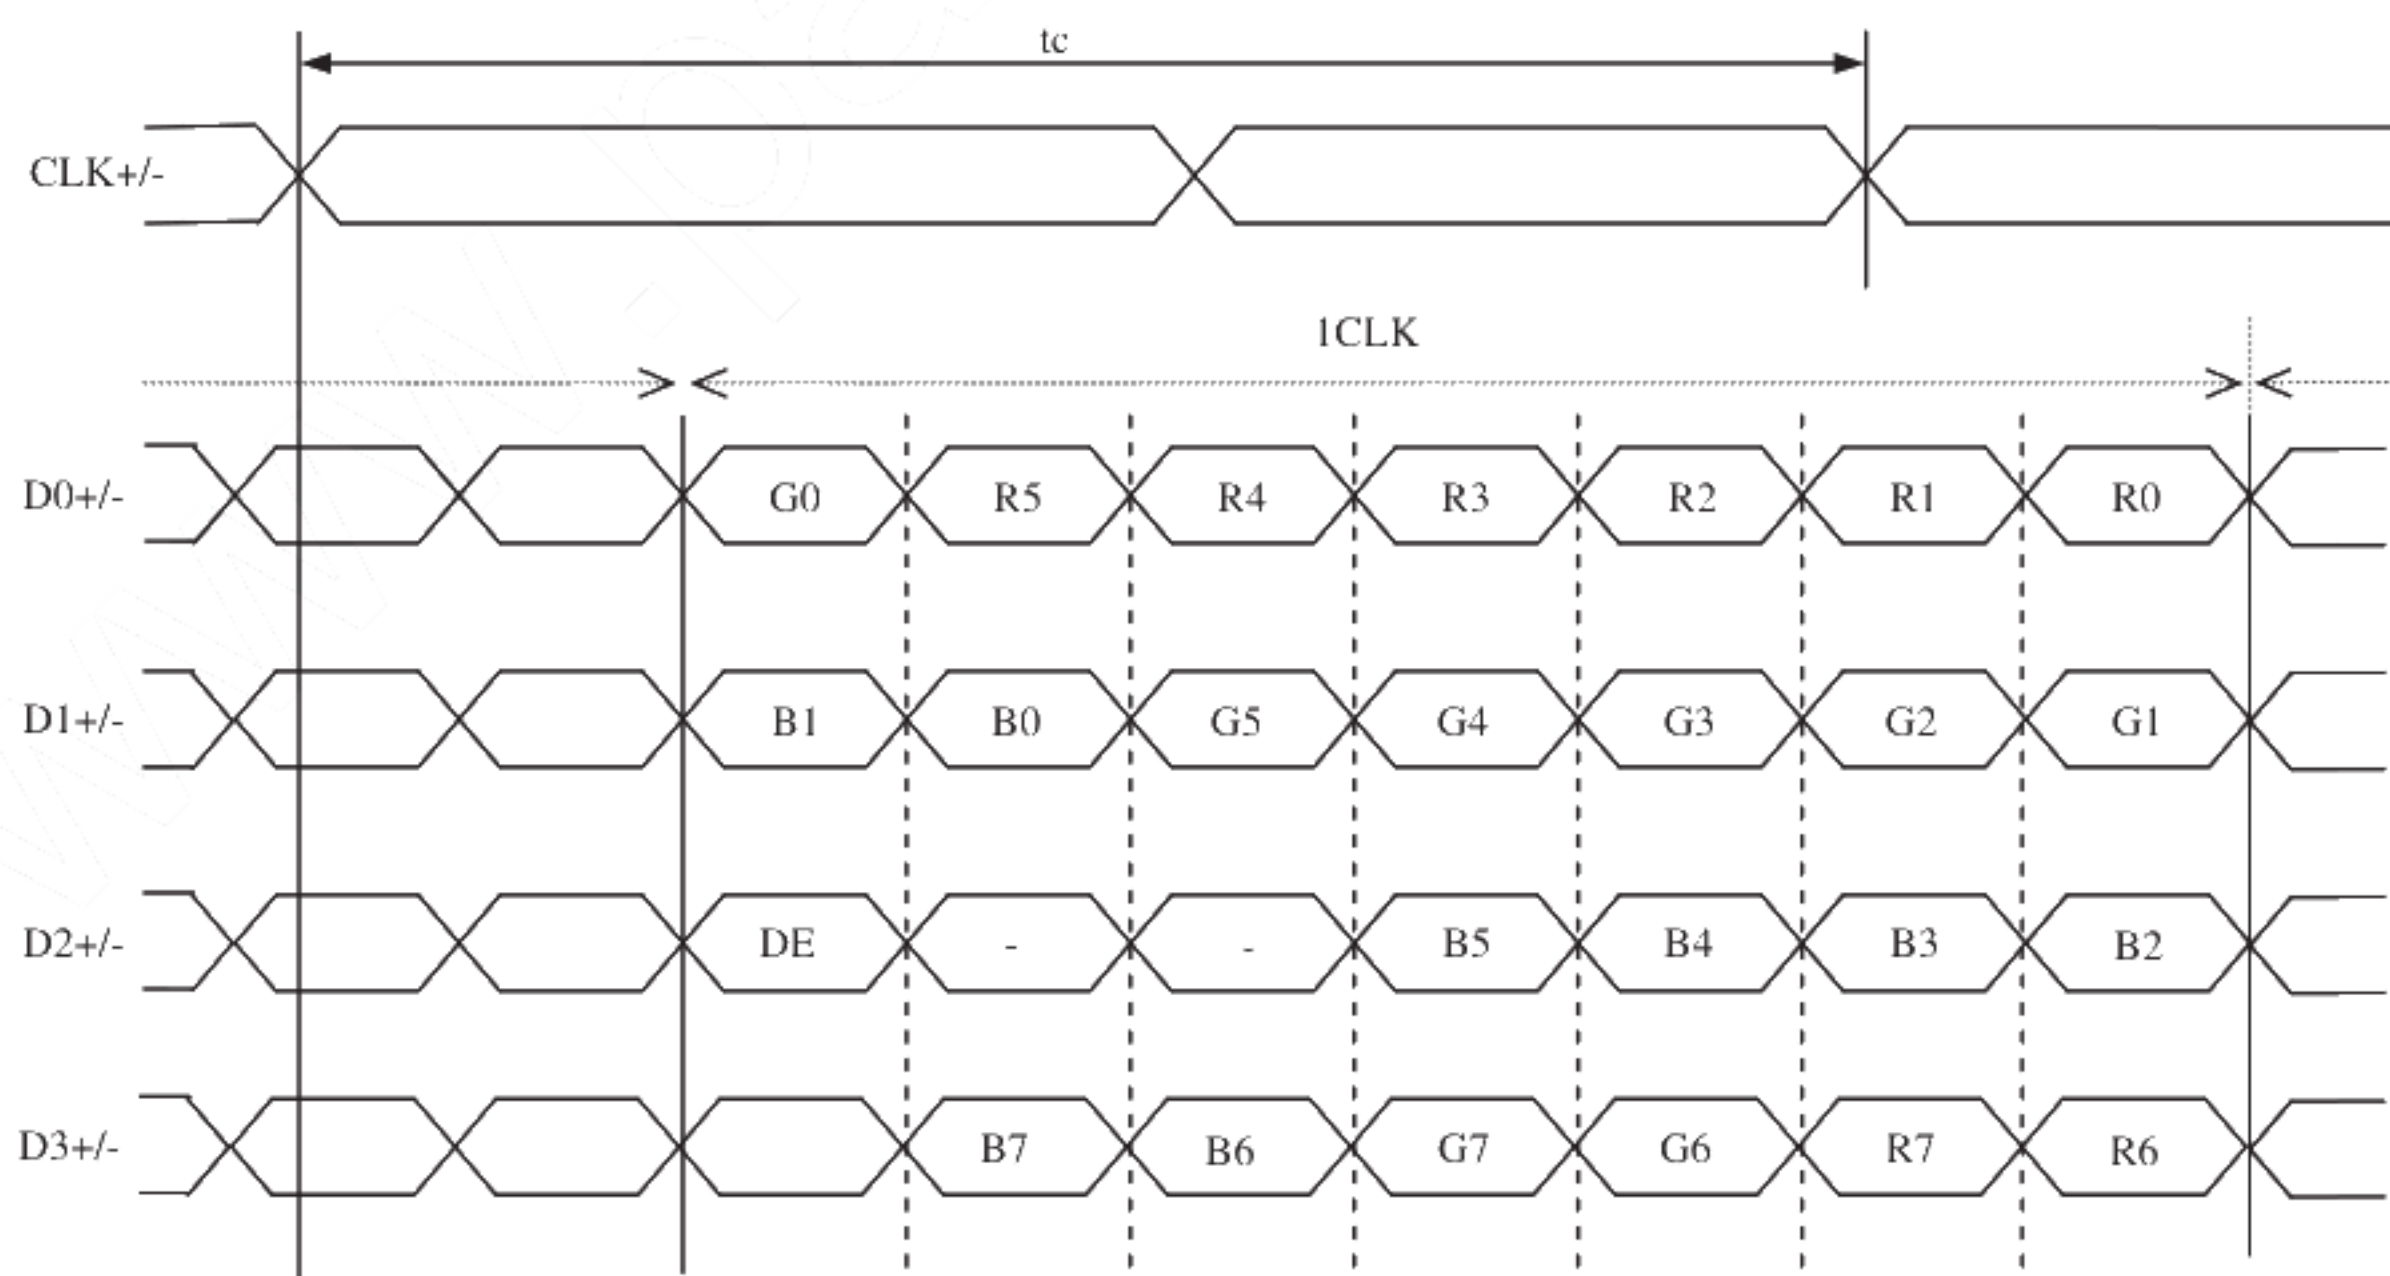 tc
CLK+/-
1CLK
D0+/- G0 R5 R4 R3 R2 R1 R0
D1+/- B1 B0 G5 G4 G3 G2 G1
D2+/- DE - - B5 B4 B3 B2
D3+/- B7 B6 G7 G6 R7 R6